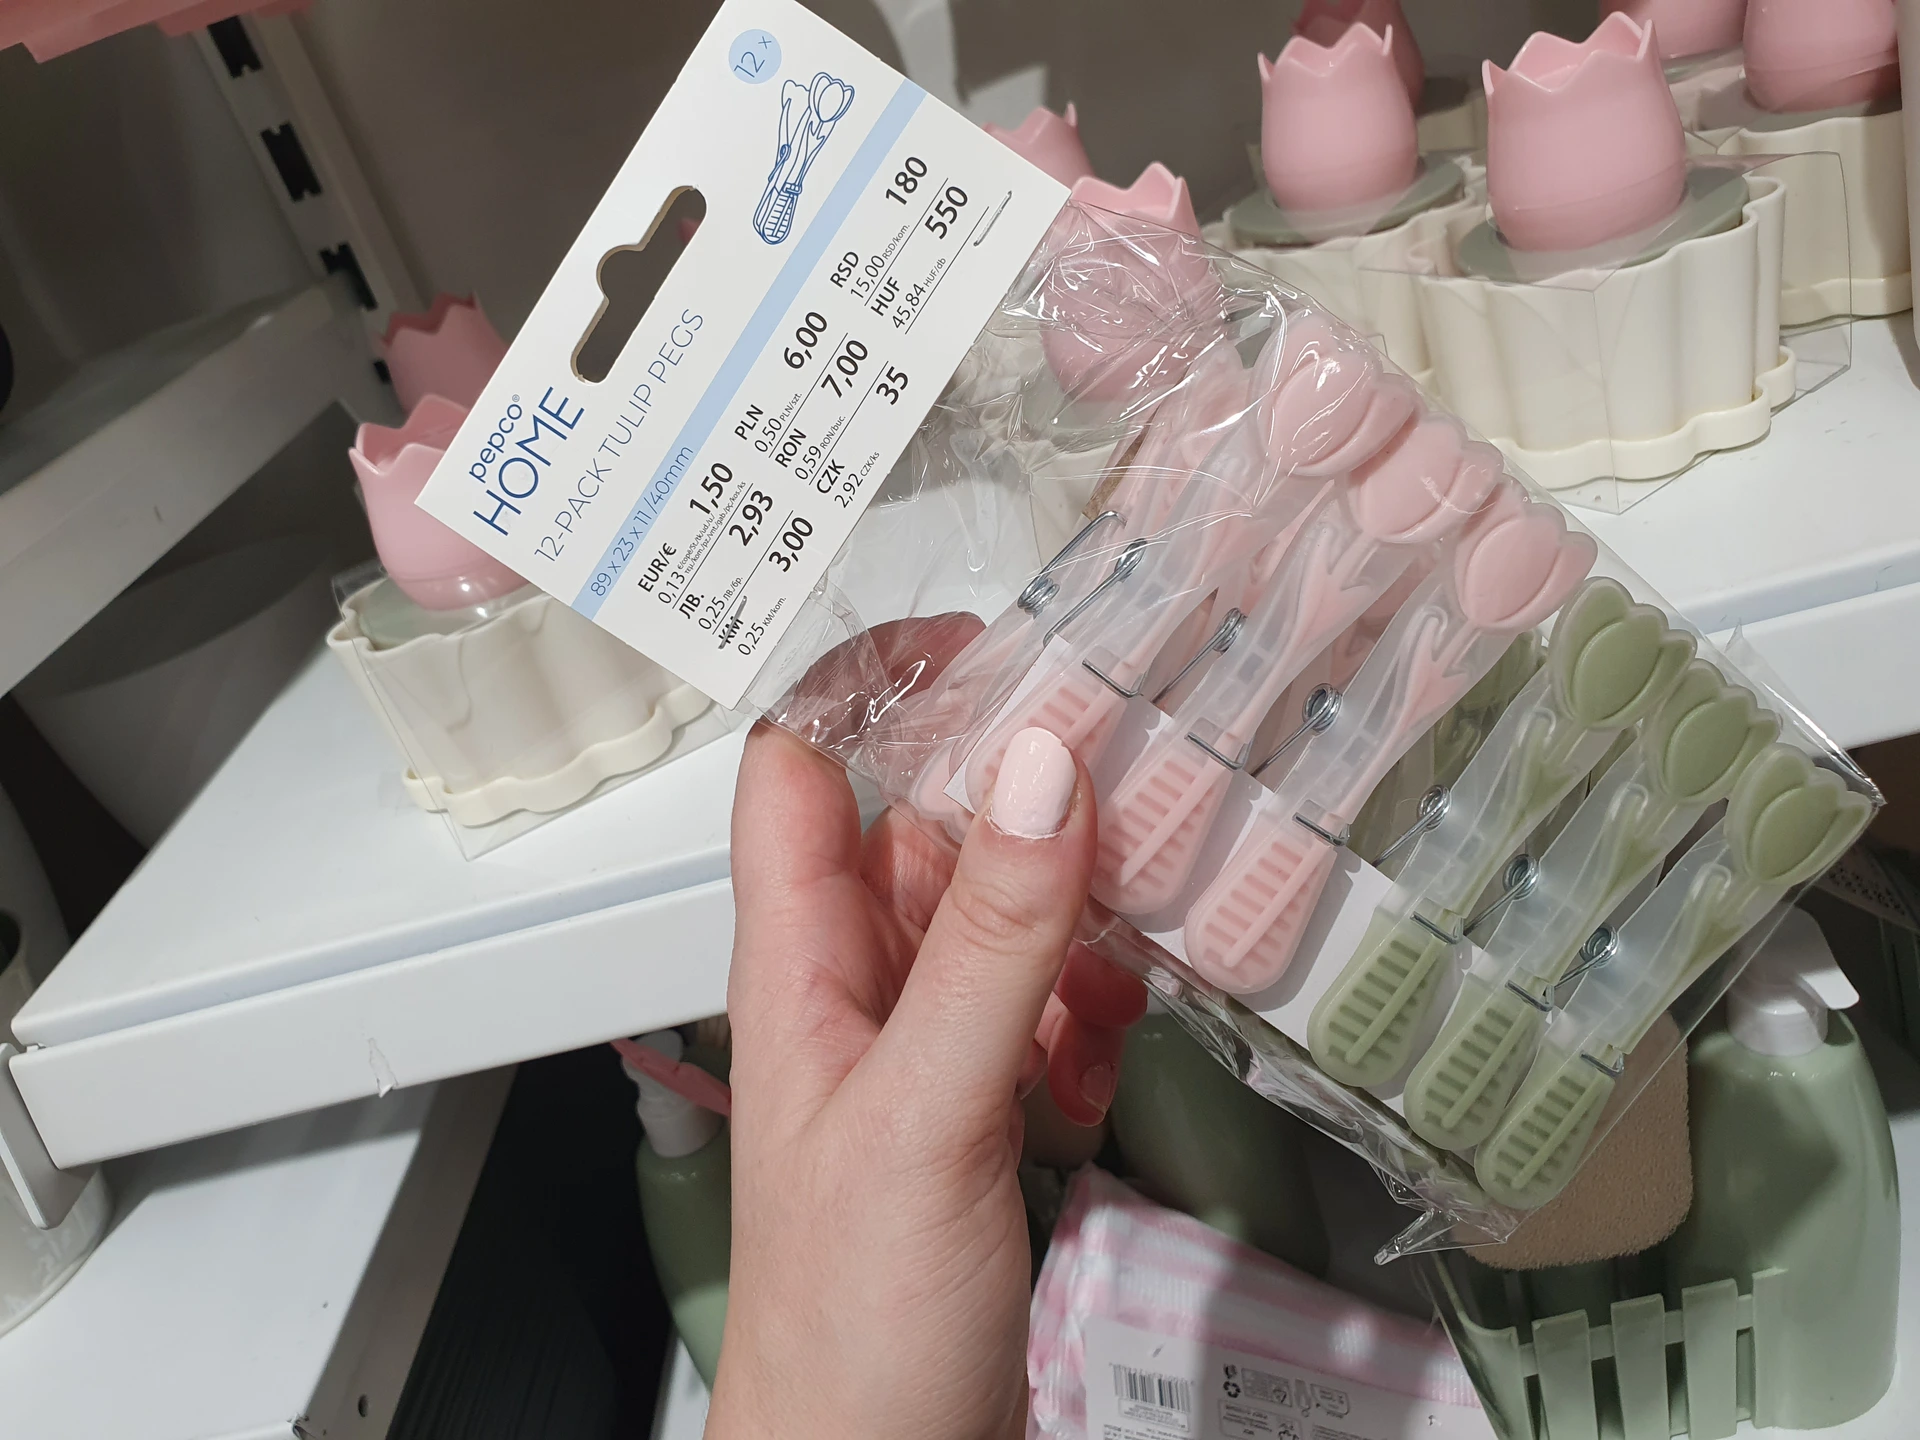 12 x
pepco®
HOME
12-PACK TULIP PEGS
89 x 23 x 11/40mm
EUR/€ 1,50
0,13
ЛВ. 2,93
0,25 ЛВ./бр.
KM 3,00
0,25 KM/kom.
PLN 6,00
0,50 PLN/szt.
RON 7,00
0,59 RON/buc.
CZK 35
2,92 CZK/ks
RSD 180
15,00 RSD/kom.
HUF 550
45,84 HUF/db